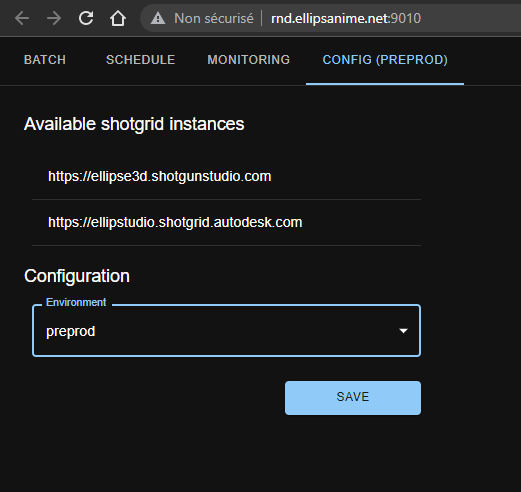 Non sécurisé rnd.ellipsanime.net:9010
BATCH SCHEDULE MONITORING CONFIG (PREPROD)
Available shotgrid instances
https://ellipse3d.shotgunstudio.com
https://ellipstudio.shotgrid.autodesk.com
Configuration
Environment
preprod
SAVE